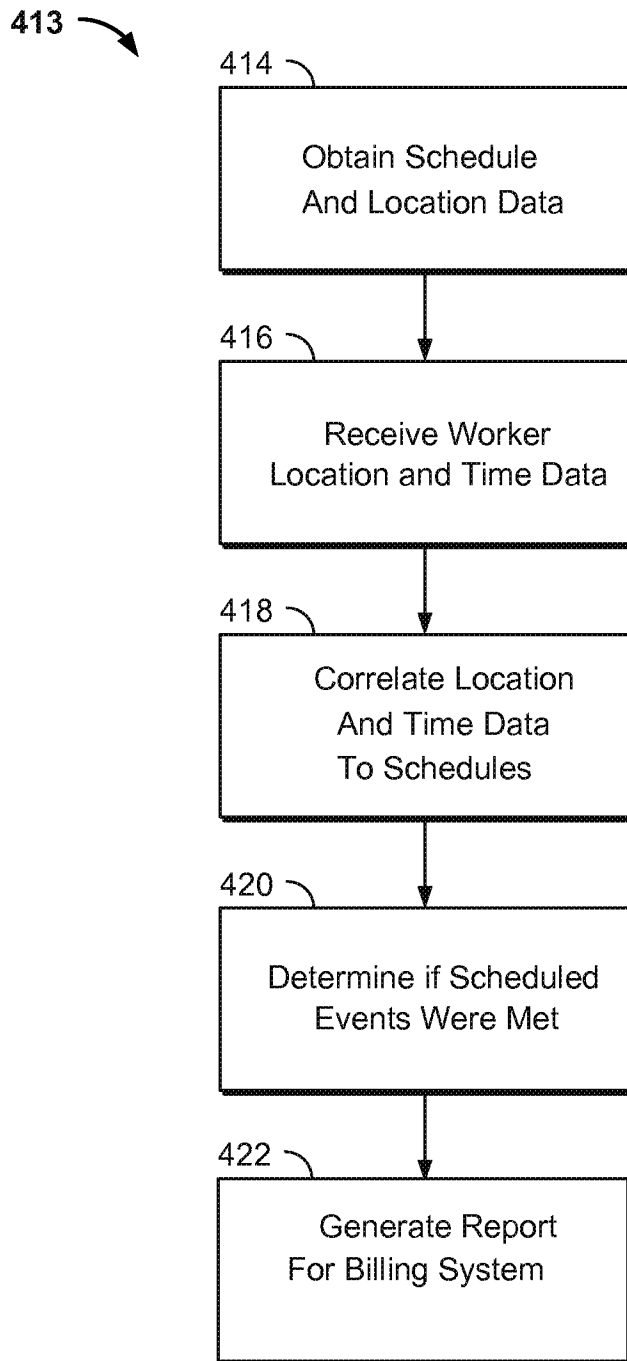 413
414
Obtain Schedule
And Location Data
416
Receive Worker
Location and Time Data
418
Correlate Location
And Time Data
To Schedules
420
Determine if Scheduled
Events Were Met
422
Generate Report
For Billing System